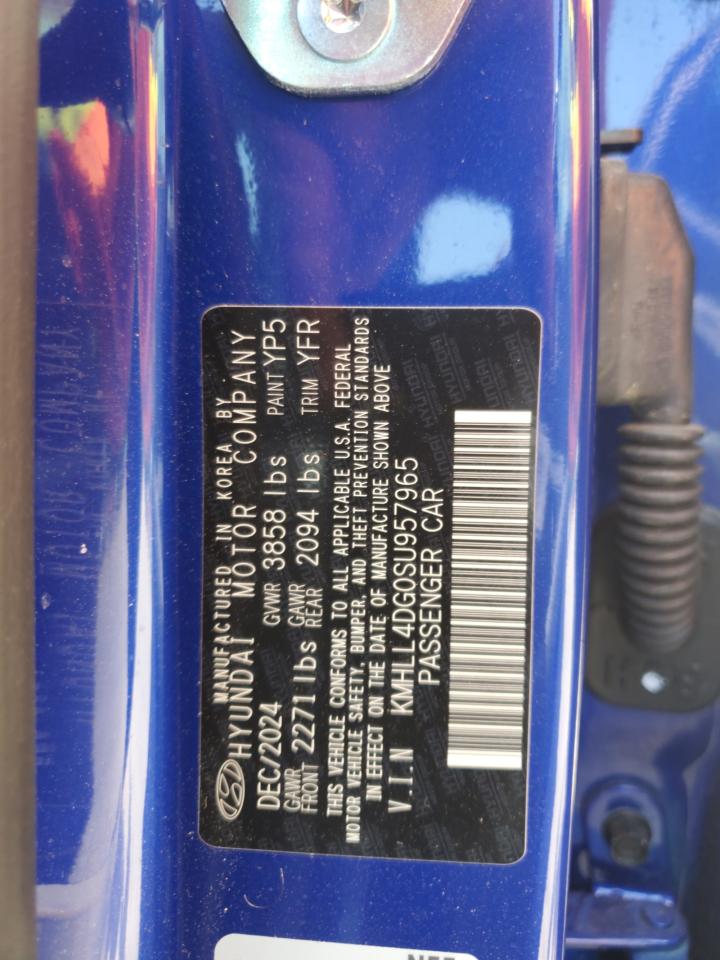 MANUFACTURED IN KOREA BY
HYUNDAI MOTOR COMPANY
DEC/2024 GVWR 3858 lbs PAINT YP5
GAWR FRONT 2271 lbs GAWR REAR 2094 lbs TRIM YFR
THIS VEHICLE CONFORMS TO ALL APPLICABLE U.S.A. FEDERAL
MOTOR VEHICLE SAFETY, BUMPER, AND THEFT PREVENTION STANDARDS
IN EFFECT ON THE DATE OF MANUFACTURE SHOWN ABOVE
V.I.N KMHLL4DG0SU957965
PASSENGER CAR